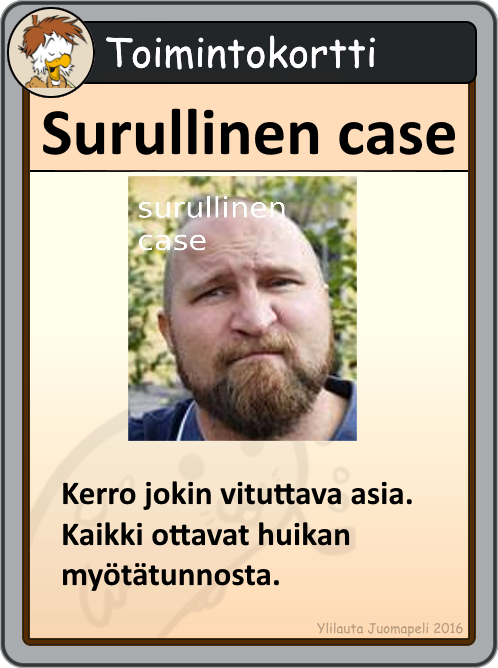 Toimintokortti
Surullinen case
surullinen
case
Kerro jokin vituttava asia.
Kaikki ottavat huikan
myötätunnosta.
Ylilauta Juomapeli 2016